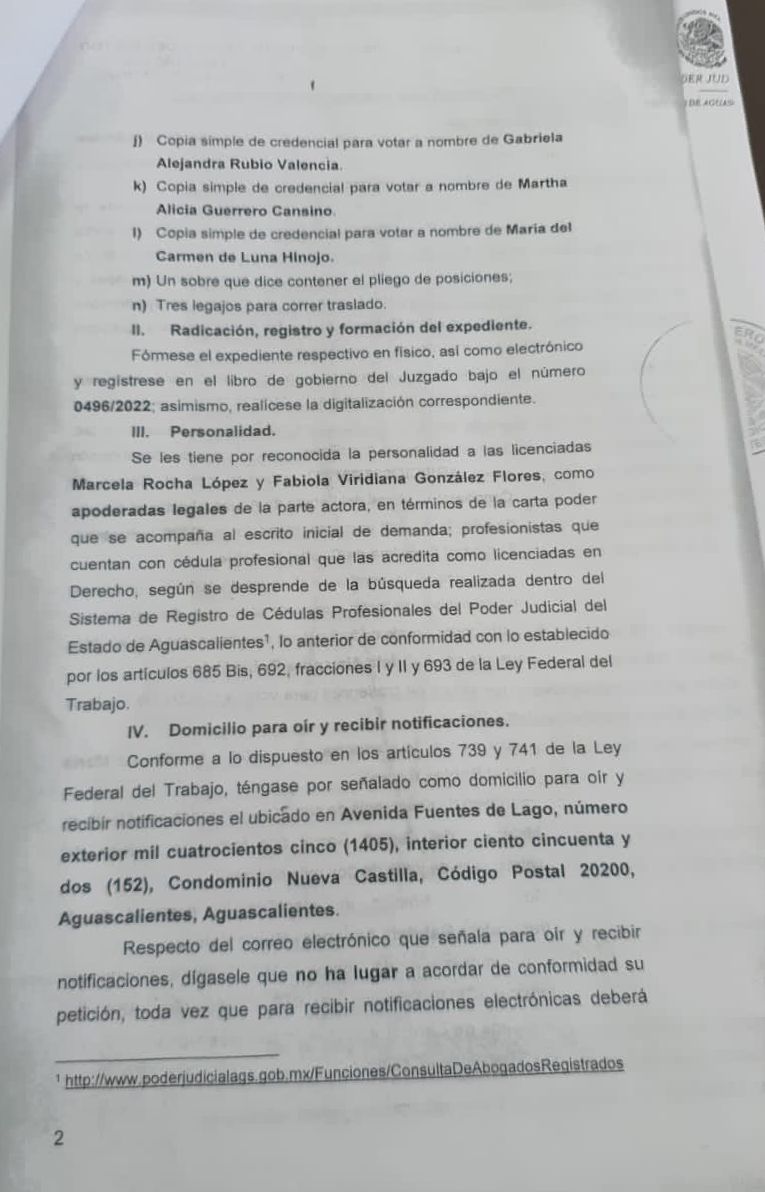 DER JUD
DE AGUAS
j) Copia simple de credencial para votar a nombre de Gabriela
Alejandra Rubio Valencia.
k) Copia simple de credencial para votar a nombre de Martha
Alicia Guerrero Cansino.
l) Copia simple de credencial para votar a nombre de María del
Carmen de Luna Hinojo.
m) Un sobre que dice contener el pliego de posiciones;
n) Tres legajos para correr traslado.
II. Radicación, registro y formación del expediente.
Fórmese el expediente respectivo en físico, así como electrónico
y regístrese en el libro de gobierno del Juzgado bajo el número
0496/2022; asimismo, realícese la digitalización correspondiente.
III. Personalidad.
Se les tiene por reconocida la personalidad a las licenciadas
Marcela Rocha López y Fabiola Viridiana González Flores, como
apoderadas legales de la parte actora, en términos de la carta poder
que se acompaña al escrito inicial de demanda; profesionistas que
cuentan con cédula profesional que las acredita como licenciadas en
Derecho, según se desprende de la búsqueda realizada dentro del
Sistema de Registro de Cédulas Profesionales del Poder Judicial del
Estado de Aguascalientes¹, lo anterior de conformidad con lo establecido
por los artículos 685 Bis, 692, fracciones I y II y 693 de la Ley Federal del
Trabajo.
IV. Domicilio para oír y recibir notificaciones.
Conforme a lo dispuesto en los artículos 739 y 741 de la Ley
Federal del Trabajo, téngase por señalado como domicilio para oír y
recibir notificaciones el ubicado en Avenida Fuentes de Lago, número
exterior mil cuatrocientos cinco (1405), interior ciento cincuenta y
dos (152), Condominio Nueva Castilla, Código Postal 20200,
Aguascalientes, Aguascalientes.
Respecto del correo electrónico que señala para oír y recibir
notificaciones, dígasele que no ha lugar a acordar de conformidad su
petición, toda vez que para recibir notificaciones electrónicas deberá
¹ http://www.poderjudicialags.gob.mx/Funciones/ConsultaDeAbogadosRegistrados
2